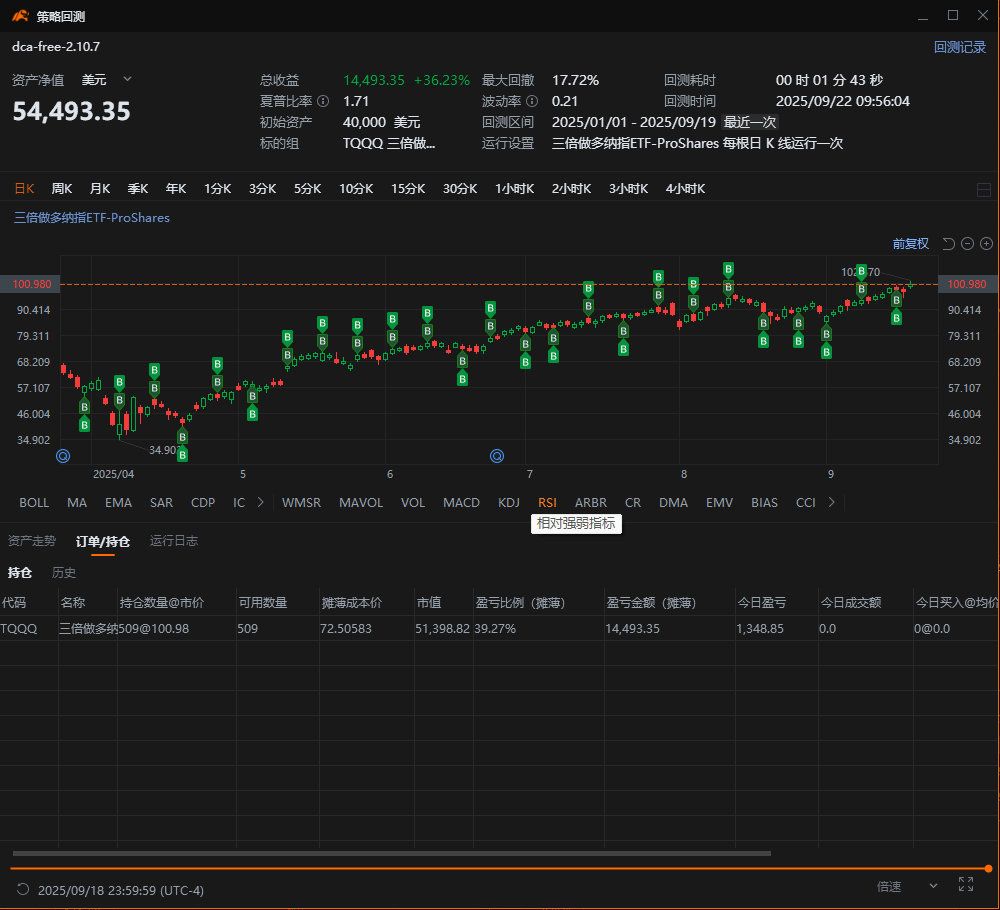 策略回测
dca-free-2.10.7
回测记录
资产净值 美元
54,493.35
总收益 14,493.35 +36.23% 最大回撤 17.72% 回测耗时 00 时 01 分 43 秒
夏普比率 1.71 波动率 0.21 回测时间 2025/09/22 09:56:04
初始资产 40,000 美元 回测区间 2025/01/01 - 2025/09/19 最近一次
标的组 TQQQ 三倍做... 运行设置 三倍做多纳指ETF-ProShares 每根日 K 线运行一次
日K 周K 月K 季K 年K 1分K 3分K 5分K 10分K 15分K 30分K 1小时K 2小时K 3小时K 4小时K
三倍做多纳指ETF-ProShares
前复权
100.980 100.980
90.414 90.414
79.311 79.311
68.209 68.209
57.107 57.107
46.004 46.004
34.902 34.902
B B B B B B B B B B B B B B B B B B B B B B B B B B B B B B B B B B B B B B B B B B B B B B
Q Q
2025/04 5 6 7 8 9
BOLL MA EMA SAR CDP IC WMSR MAVOL VOL MACD KDJ RSI ARBR CR DMA EMV BIAS CCI
相对强弱指标
资产走势 订单/持仓 运行日志
持仓 历史
代码 名称 持仓数量@市价 可用数量 摊薄成本价 市值 盈亏比例（摊薄） 盈亏金额（摊薄） 今日盈亏 今日成交额 今日买入@均价
TQQQ 三倍做多纳 509@100.98 509 72.50583 51,398.82 39.27% 14,493.35 1,348.85 0.0 0@0.0
2025/09/18 23:59:59 (UTC-4)
倍速